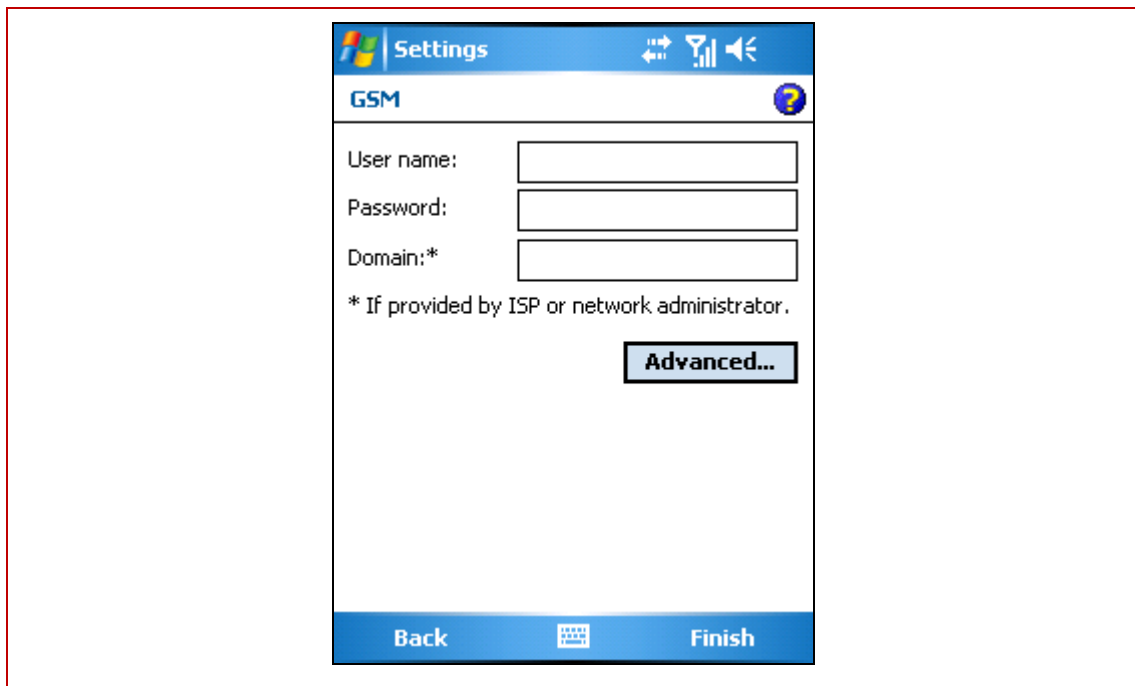 Settings
GSM
User name:
Password:
Domain:*
* If provided by ISP or network administrator.
Advanced...
Back Finish